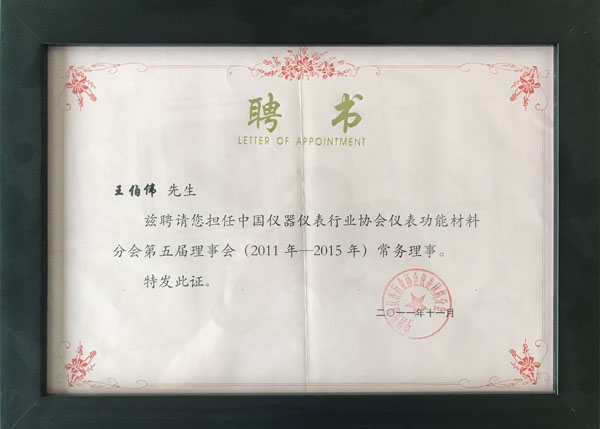 聘 书
LETTER OF APPOINTMENT
王伯伟 先生
兹聘请您担任中国仪器仪表行业协会仪表功能材料
分会第五届理事会（2011年—2015年）常务理事。
特发此证。
二〇一一年十一月